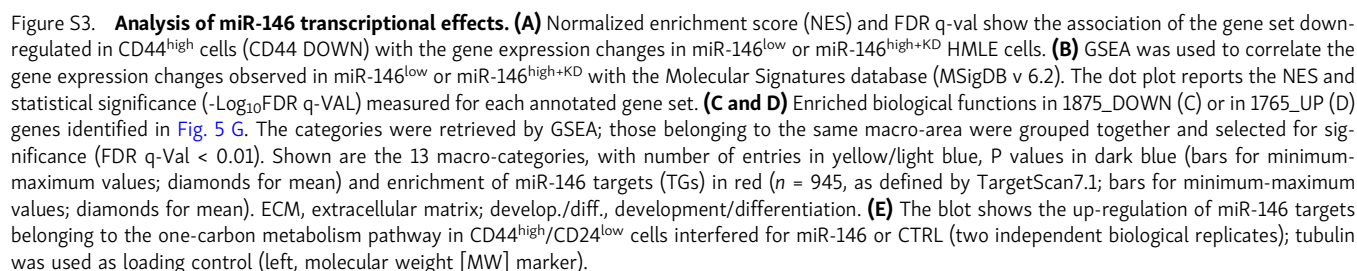 Figure S3. Analysis of miR-146 transcriptional effects. (A) Normalized enrichment score (NES) and FDR q-val show the association of the gene set down-
regulated in CD44high cells (CD44 DOWN) with the gene expression changes in miR-146low or miR-146high+KD HMLE cells. (B) GSEA was used to correlate the
gene expression changes observed in miR-146low or miR-146high+KD with the Molecular Signatures database (MSigDB v 6.2). The dot plot reports the NES and
statistical significance (-Log10FDR q-VAL) measured for each annotated gene set. (C and D) Enriched biological functions in 1875_DOWN (C) or in 1765_UP (D)
genes identified in Fig. 5 G. The categories were retrieved by GSEA; those belonging to the same macro-area were grouped together and selected for sig-
nificance (FDR q-Val < 0.01). Shown are the 13 macro-categories, with number of entries in yellow/light blue, P values in dark blue (bars for minimum-
maximum values; diamonds for mean) and enrichment of miR-146 targets (TGs) in red (n = 945, as defined by TargetScan7.1; bars for minimum-maximum
values; diamonds for mean). ECM, extracellular matrix; develop./diff., development/differentiation. (E) The blot shows the up-regulation of miR-146 targets
belonging to the one-carbon metabolism pathway in CD44high/CD24low cells interfered for miR-146 or CTRL (two independent biological replicates); tubulin
was used as loading control (left, molecular weight [MW] marker).